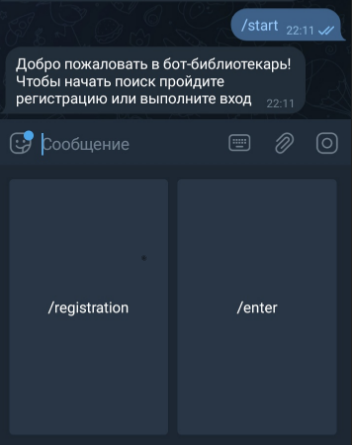 /start 22:11
Добро пожаловать в бот-библиотекарь!
Чтобы начать поиск пройдите
регистрацию или выполните вход 22:11
Сообщение
/registration /enter